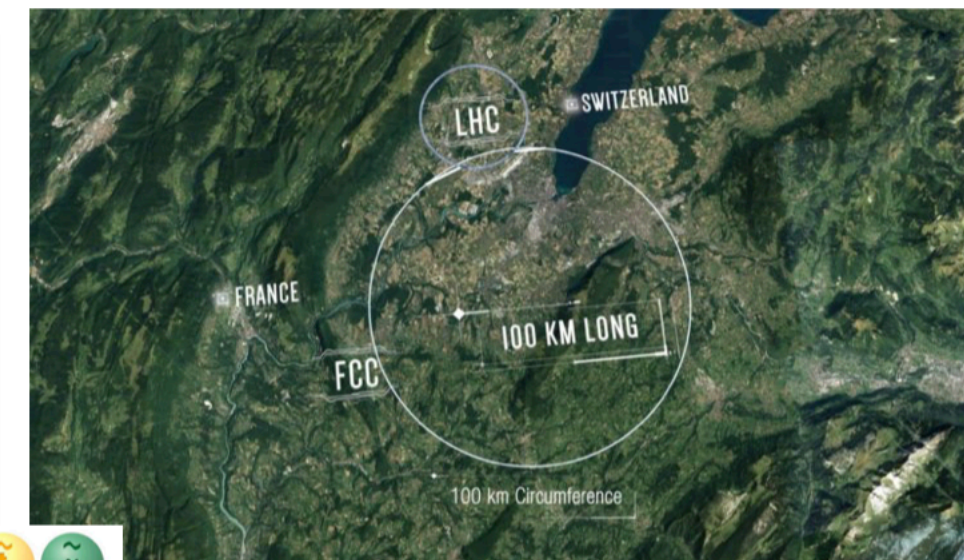 LHC
SWITZERLAND
FRANCE
100 KM LONG
FCC
100 km Circumference